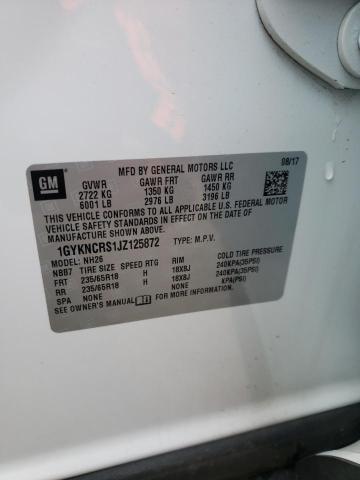 MFD BY GENERAL MOTORS LLC 08/17
GM GVWR GAWR FRT GAWR RR
2722 KG 1350 KG 1450 KG
6001 LB 2976 LB 3196 LB
THIS VEHICLE CONFORMS TO ALL APPLICABLE U.S. FEDERAL MOTOR
VEHICLE SAFETY STANDARDS IN EFFECT ON THE DATE OF
MANUFACTURE SHOWN ABOVE.
1GYKNCRS1JZ125872 TYPE: M.P.V.
MODEL: NH26
NBB7 TIRE SIZE SPEED RTG RIM COLD TIRE PRESSURE
FRT 235/65R18 H 18X8J 240KPA(35PSI)
RR 235/65R18 H 18X8J 240KPA(35PSI)
SPA NONE NONE KPA(PSI)
SEE OWNER'S MANUAL FOR MORE INFORMATION.